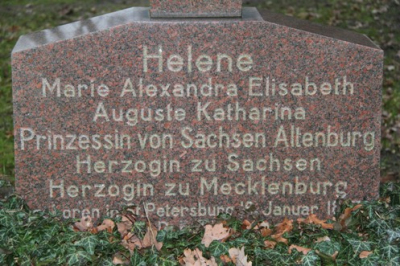 Helene
Marie Alexandra Elisabeth
Auguste Katharina
Prinzessin von Sachsen Altenburg
Herzogin zu Sachsen
Herzogin zu Mecklenburg
Petersburg Januar